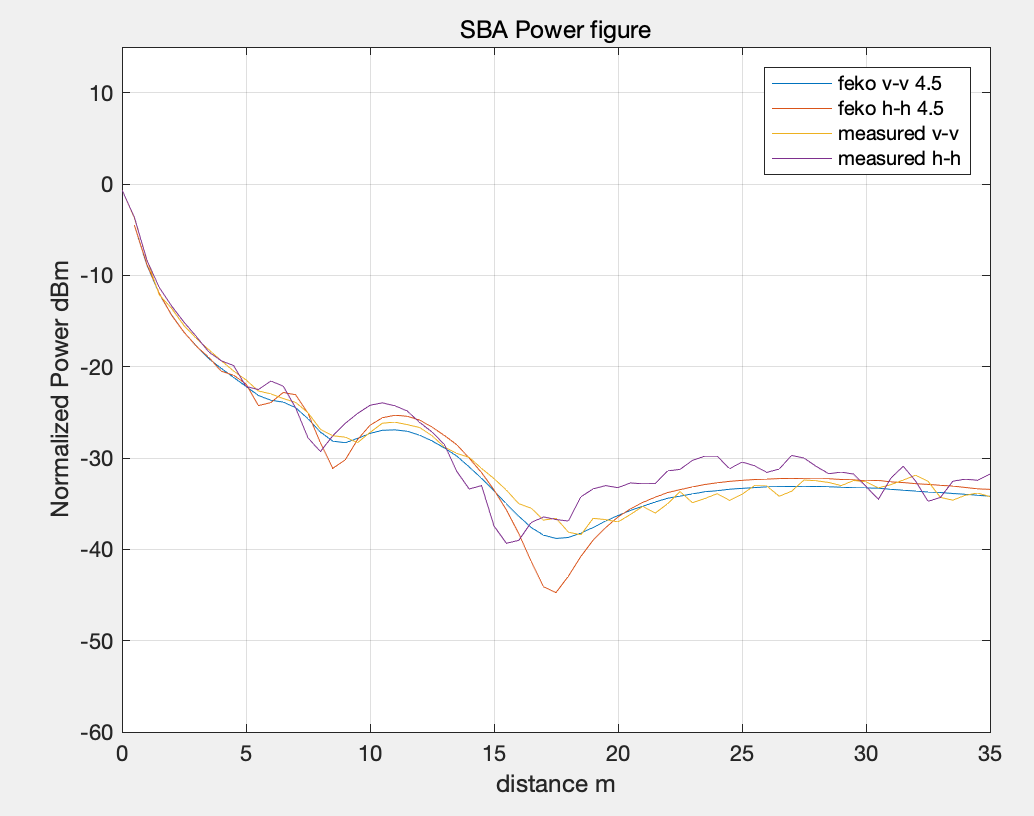 SBA Power figure
feko v-v 4.5
feko h-h 4.5
measured v-v
measured h-h
Normalized Power dBm
10
0
-10
-20
-30
-40
-50
-60
0 5 10 15 20 25 30 35
distance m